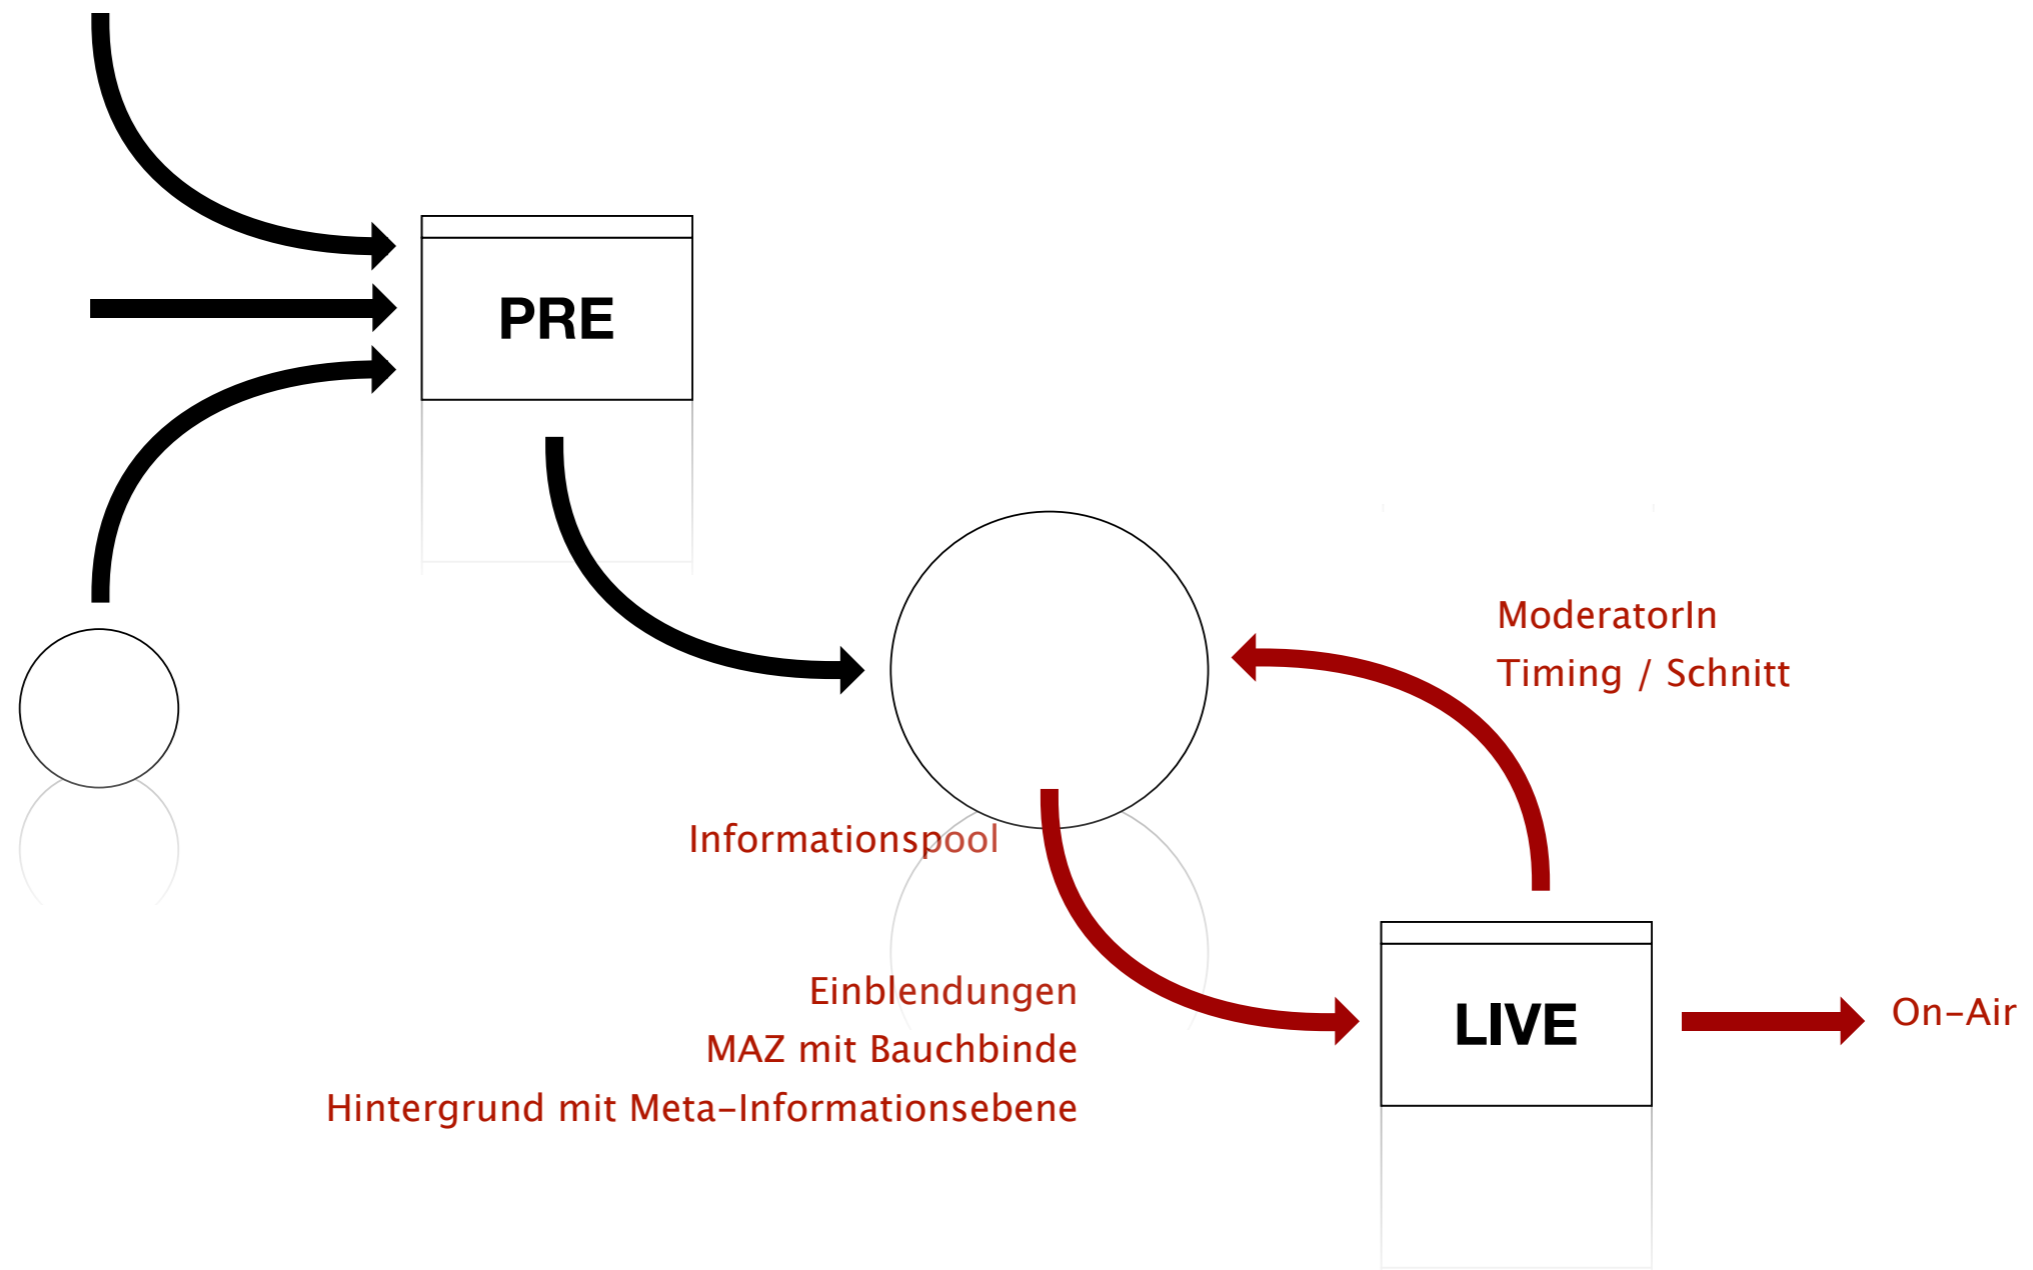 PRE
ModeratorIn
Timing / Schnitt
Informationspool
Einblendungen
MAZ mit Bauchbinde
Hintergrund mit Meta-Informationsebene
LIVE
On-Air